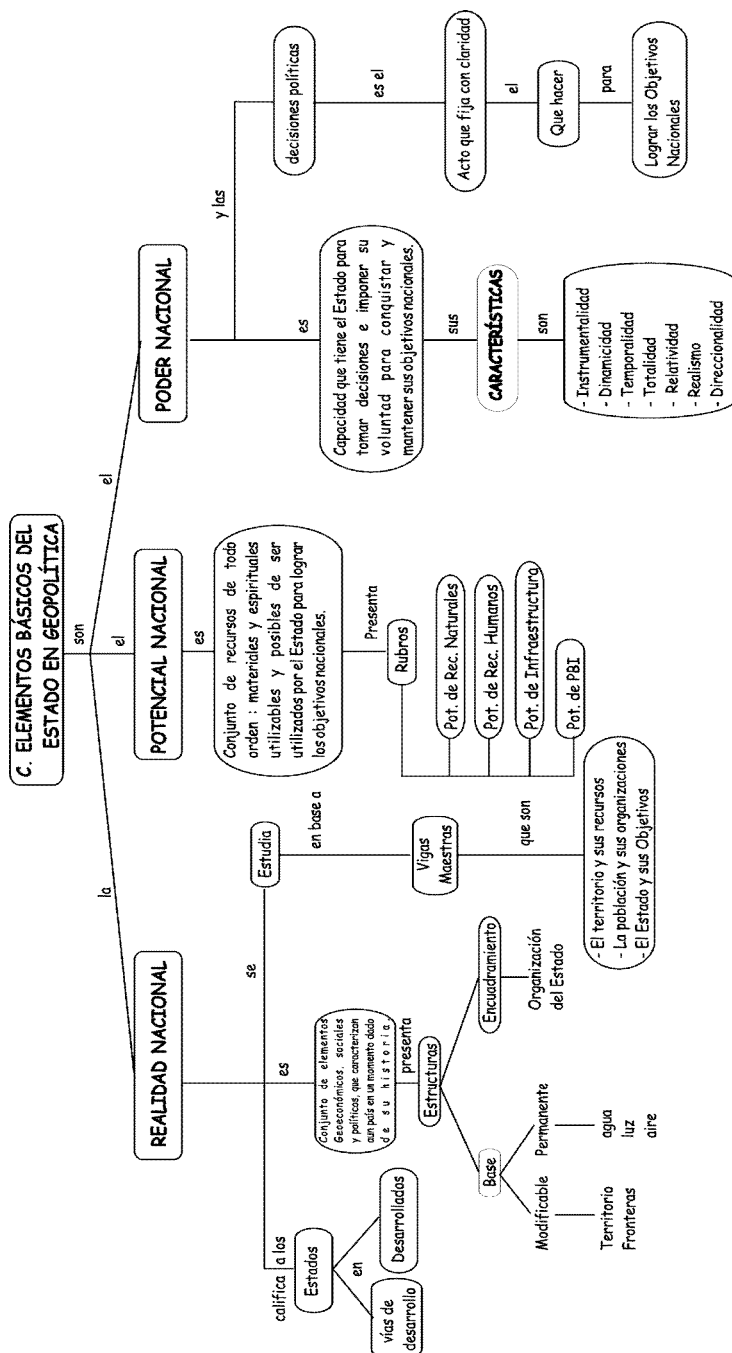 C. ELEMENTOS BÁSICOS DEL
ESTADO EN GEOPOLÍTICA
son
la
el
el
REALIDAD NACIONAL
se
es
califica a los
Estados
en
vías de
desarrollo
Desarrollados
Conjunto de elementos
Geoeconómicos, sociales
y políticos, que caracterizan
aun país en un momento dado
de su historia.
presenta
Estructuras
Base
Modificable
Territorio
Fronteras
Permanente
agua
luz
aire
Encuadramiento
Organización
del Estado
Estudia
en base a
Vigas
Maestras
que son
- El territorio y sus recursos
- La población y sus organizaciones
- El Estado y sus Objetivos
POTENCIAL NACIONAL
es
Conjunto de recursos de todo
orden : materiales y espirituales
utilizables y posibles de ser
utilizados por el Estado para lograr
los objetivos nacionales.
Presenta
Rubros
Pot. de Rec. Naturales
Pot. de Rec. Humanos
Pot. de Infraestructura
Pot. de PBI
PODER NACIONAL
es
Capacidad que tiene el Estado para
tomar decisiones e imponer su
voluntad para conquistar y
mantener sus objetivos nacionales.
sus
CARACTERÍSTICAS
son
- Instrumentalidad
- Dinamicidad
- Temporalidad
- Totalidad
- Relatividad
- Realismo
- Direccionalidad
y las
decisiones políticas
es el
Acto que fija con claridad
el
Que hacer
para
Lograr los Objetivos
Nacionales